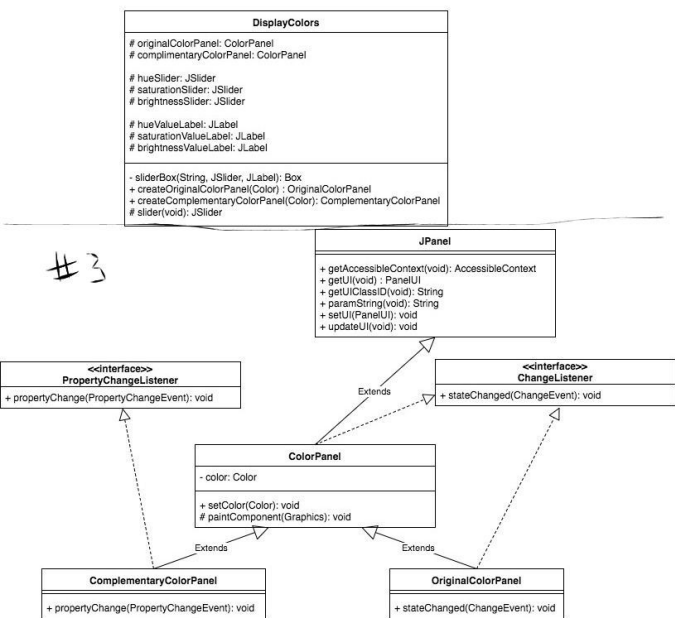 DisplayColors
# originalColorPanel: ColorPanel
# complimentaryColorPanel: ColorPanel
# hueSlider: JSlider
# saturationSlider: JSlider
# brightnessSlider: JSlider
# hueValueLabel: JLabel
# saturationValueLabel: JLabel
# brightnessValueLabel: JLabel
- sliderBox(String, JSlider, JLabel): Box
+ createOriginalColorPanel(Color) : OriginalColorPanel
+ createComplementaryColorPanel(Color): ComplementaryColorPanel
# slider(void): JSlider
#3
JPanel
+ getAccessibleContext(void): AccessibleContext
+ getUI(void) : PanelUI
+ getUIClassID(void): String
+ paramString(void): String
+ setUI(PanelUI): void
+ updateUI(void): void
<<interface>>
PropertyChangeListener
+ propertyChange(PropertyChangeEvent): void
Extends
<<interface>>
ChangeListener
+ stateChanged(ChangeEvent): void
ColorPanel
- color: Color
+ setColor(Color): void
# paintComponent(Graphics): void
Extends
Extends
ComplementaryColorPanel
+ propertyChange(PropertyChangeEvent): void
OriginalColorPanel
+ stateChanged(ChangeEvent): void